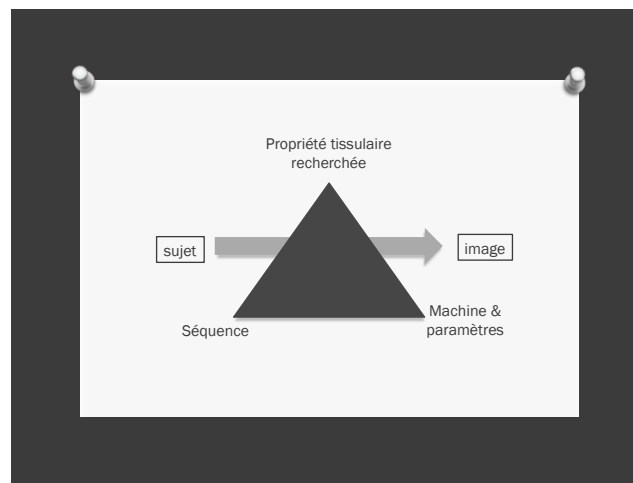 Propriété tissulaire
recherchée
sujet
image
Séquence
Machine &
paramètres